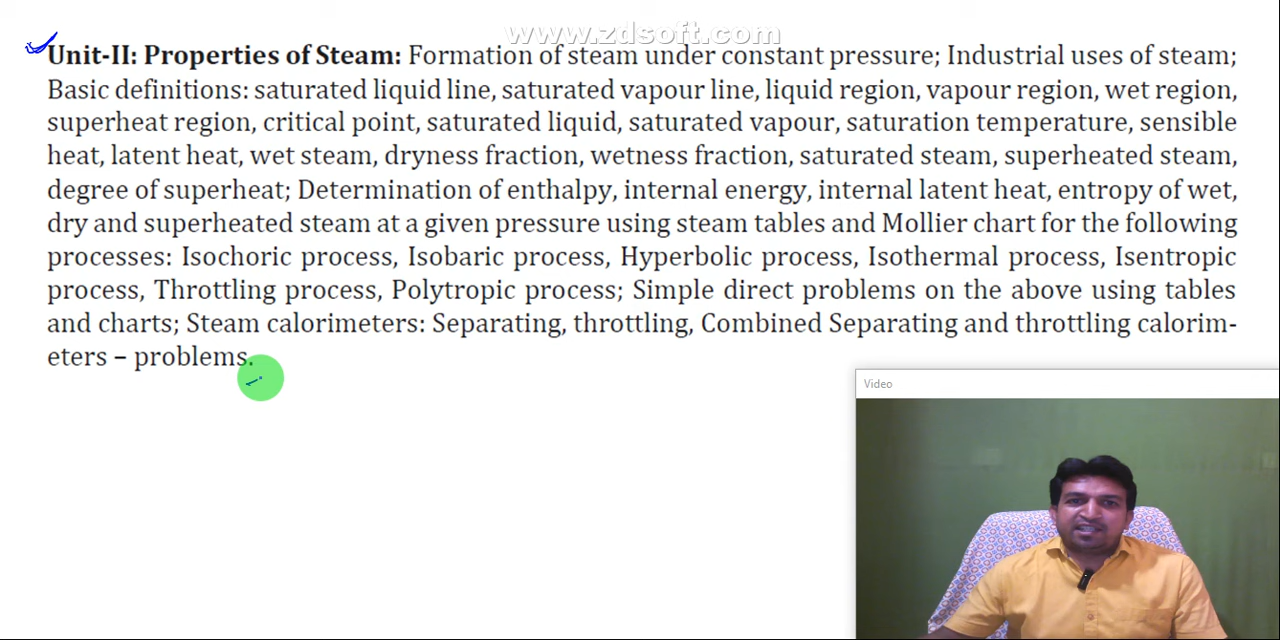 www.zdsoft.com
Unit-II: Properties of Steam: Formation of steam under constant pressure; Industrial uses of steam;
Basic definitions: saturated liquid line, saturated vapour line, liquid region, vapour region, wet region,
superheat region, critical point, saturated liquid, saturated vapour, saturation temperature, sensible
heat, latent heat, wet steam, dryness fraction, wetness fraction, saturated steam, superheated steam,
degree of superheat; Determination of enthalpy, internal energy, internal latent heat, entropy of wet,
dry and superheated steam at a given pressure using steam tables and Mollier chart for the following
processes: Isochoric process, Isobaric process, Hyperbolic process, Isothermal process, Isentropic
process, Throttling process, Polytropic process; Simple direct problems on the above using tables
and charts; Steam calorimeters: Separating, throttling, Combined Separating and throttling calorim-
eters – problems.
Video